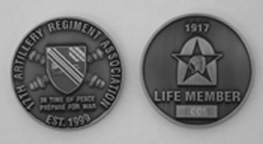 17TH ARTILLERY REGIMENT ASSOCIATION
IN TIME OF PEACE
PREPARE FOR WAR
EST. 1999
1917
LIFE MEMBER